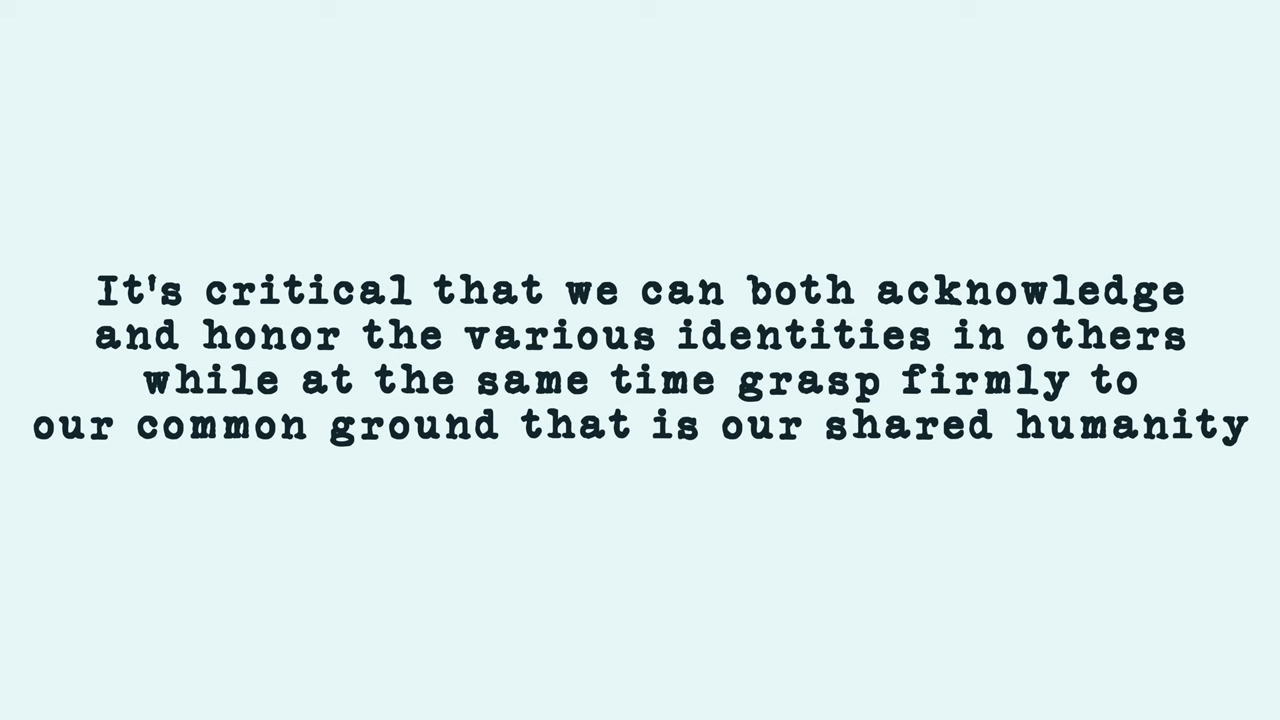 It's critical that we can both acknowledge
and honor the various identities in others
while at the same time grasp firmly to
our common ground that is our shared humanity